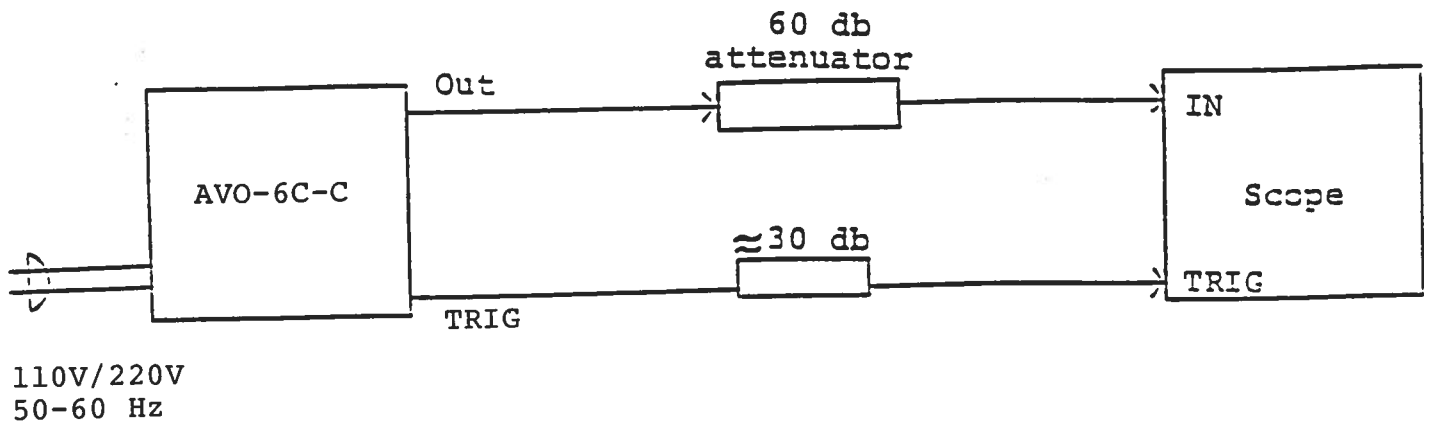 60 db
attenuator
Out
IN
AVO-6C-C
Scope
≈30 db
TRIG
TRIG
110V/220V
50-60 Hz